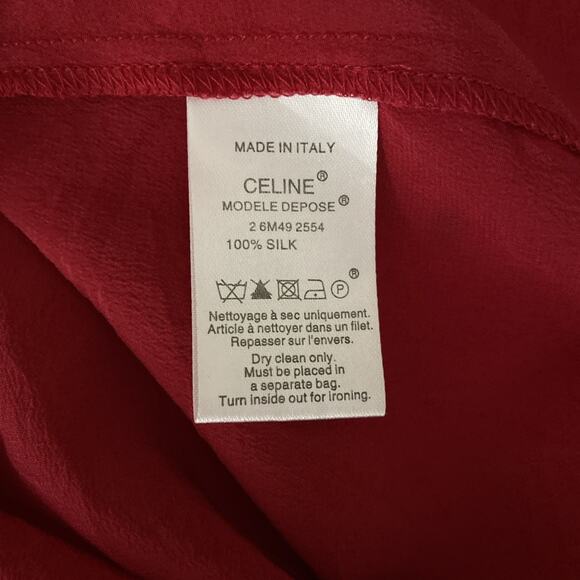 MADE IN ITALY
CELINE®
MODELE DEPOSE®
2 6M49 2554
100% SILK
P ®
Nettoyage à sec uniquement.
Article à nettoyer dans un filet.
Repasser sur l'envers.
Dry clean only.
Must be placed in
a separate bag.
Turn inside out for ironing.